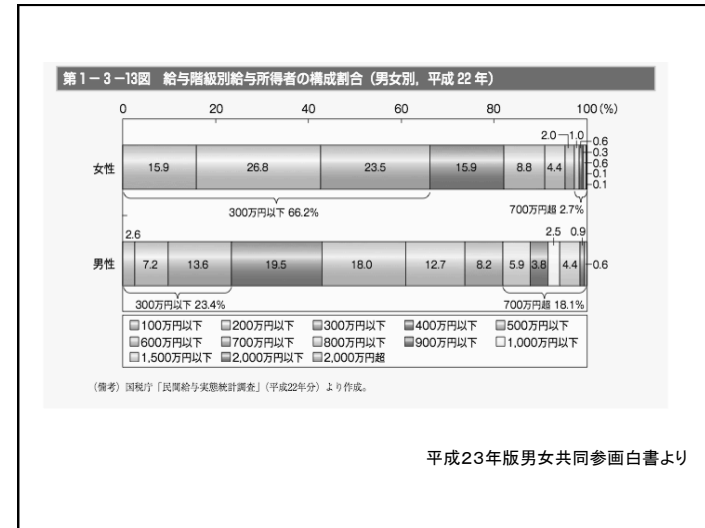 第1－3－13図 給与階級別給与所得者の構成割合（男女別，平成22年）
0 20 40 60 80 100(%)
2.0 1.0 0.6
0.3
女性 15.9 26.8 23.5 15.9 8.8 4.4 0.6
0.1
0.1
300万円以下 66.2% 700万円超 2.7%
2.6 2.5 0.9
男性 7.2 13.6 19.5 18.0 12.7 8.2 5.9 3.8 4.4 0.6
300万円以下 23.4% 700万円超 18.1%
100万円以下 200万円以下 300万円以下 400万円以下 500万円以下
600万円以下 700万円以下 800万円以下 900万円以下 1,000万円以下
1,500万円以下 2,000万円以下 2,000万円超
（備考）国税庁「民間給与実態統計調査」（平成22年分）より作成。
平成23年版男女共同参画白書より